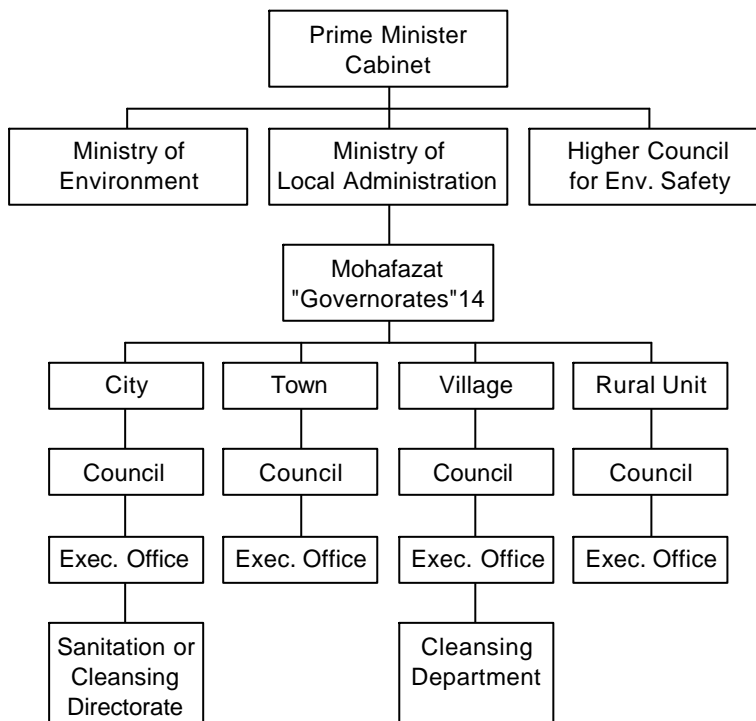 Prime Minister
Cabinet
Ministry of
Environment
Ministry of
Local Administration
Higher Council
for Env. Safety
Mohafazat
"Governorates"14
City
Town
Village
Rural Unit
Council
Council
Council
Council
Exec. Office
Exec. Office
Exec. Office
Exec. Office
Sanitation or
Cleansing
Directorate
Cleansing
Department